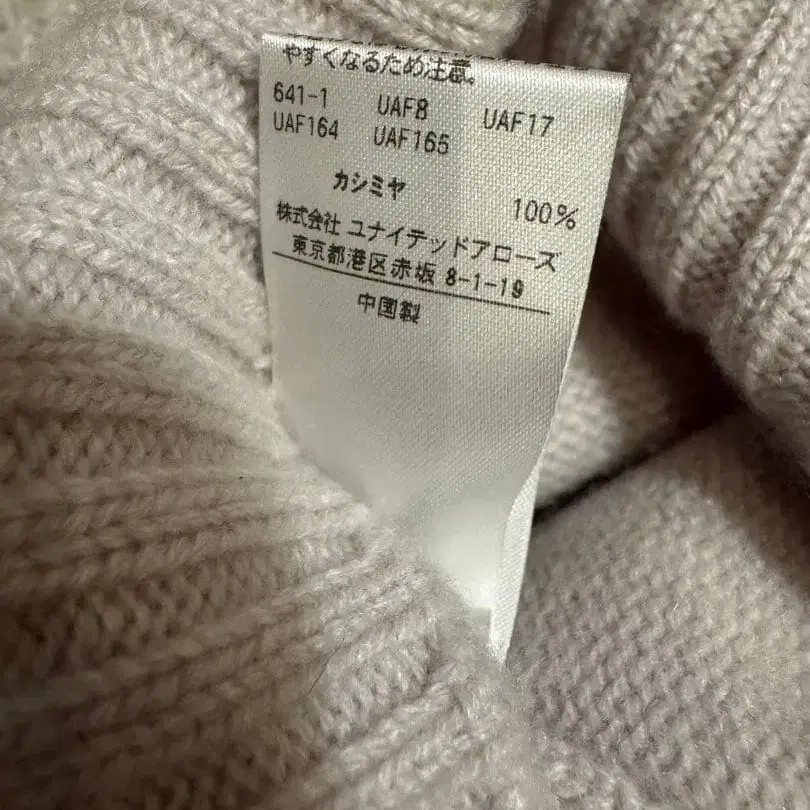 やすくなるため注意。
641-1 UAF8 UAF17
UAF164 UAF165
カシミヤ 100%
株式会社 ユナイテッドアローズ
東京都港区赤坂 8-1-19
中国製